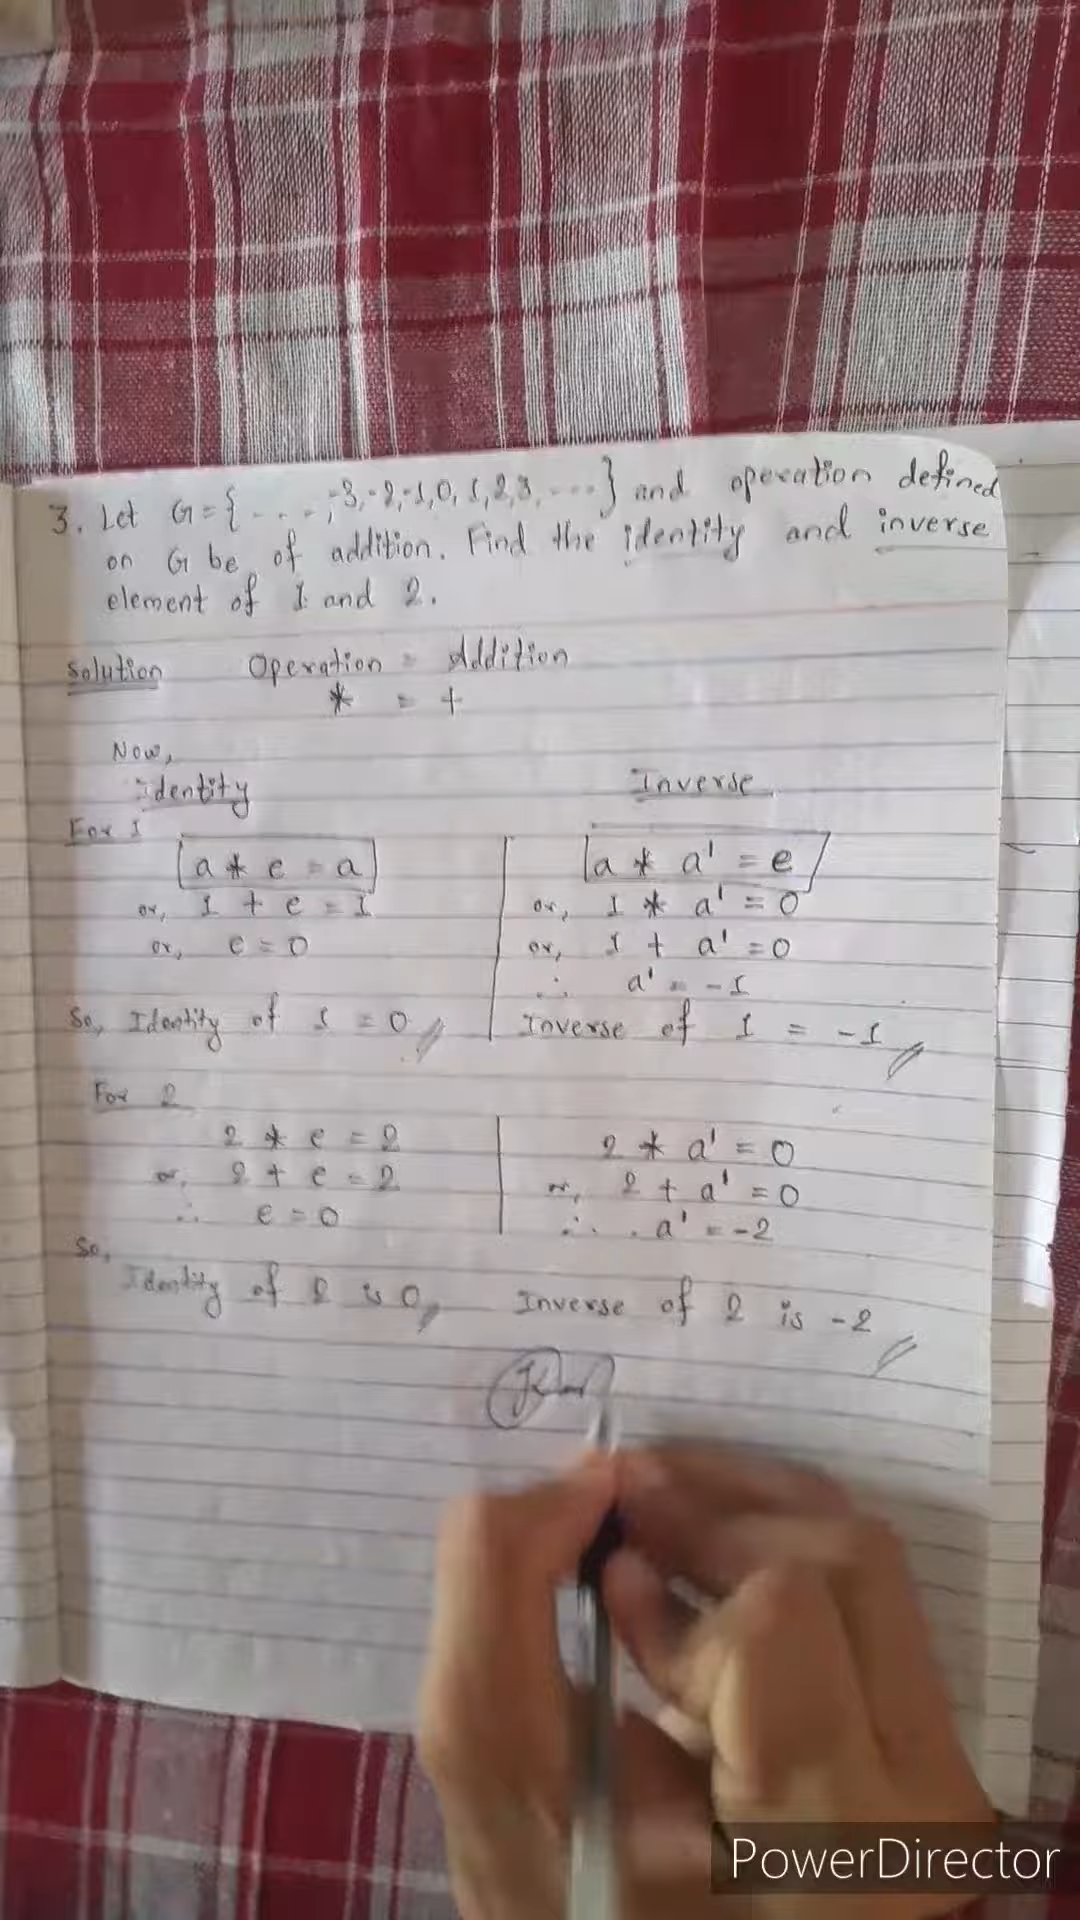 3. Let G = { ...., -3, -2, -1, 0, 1, 2, 3, .... } and operation defined
on G be of addition. Find the identity and inverse
element of 1 and 2.
Solution Operation = Addition
* = +
Now,
Identity
Inverse
For 1
a * e = a
a * a' = e
or, 1 + e = 1
or, 1 * a' = 0
or, e = 0
or, 1 + a' = 0
∴ a' = -1
So, Identity of 1 = 0
Inverse of 1 = -1
For 2
2 * e = 2
2 * a' = 0
or, 2 + e = 2
or, 2 + a' = 0
∴ e = 0
∴ a' = -2
So,
Identity of 2 is 0
Inverse of 2 is -2
PowerDirector